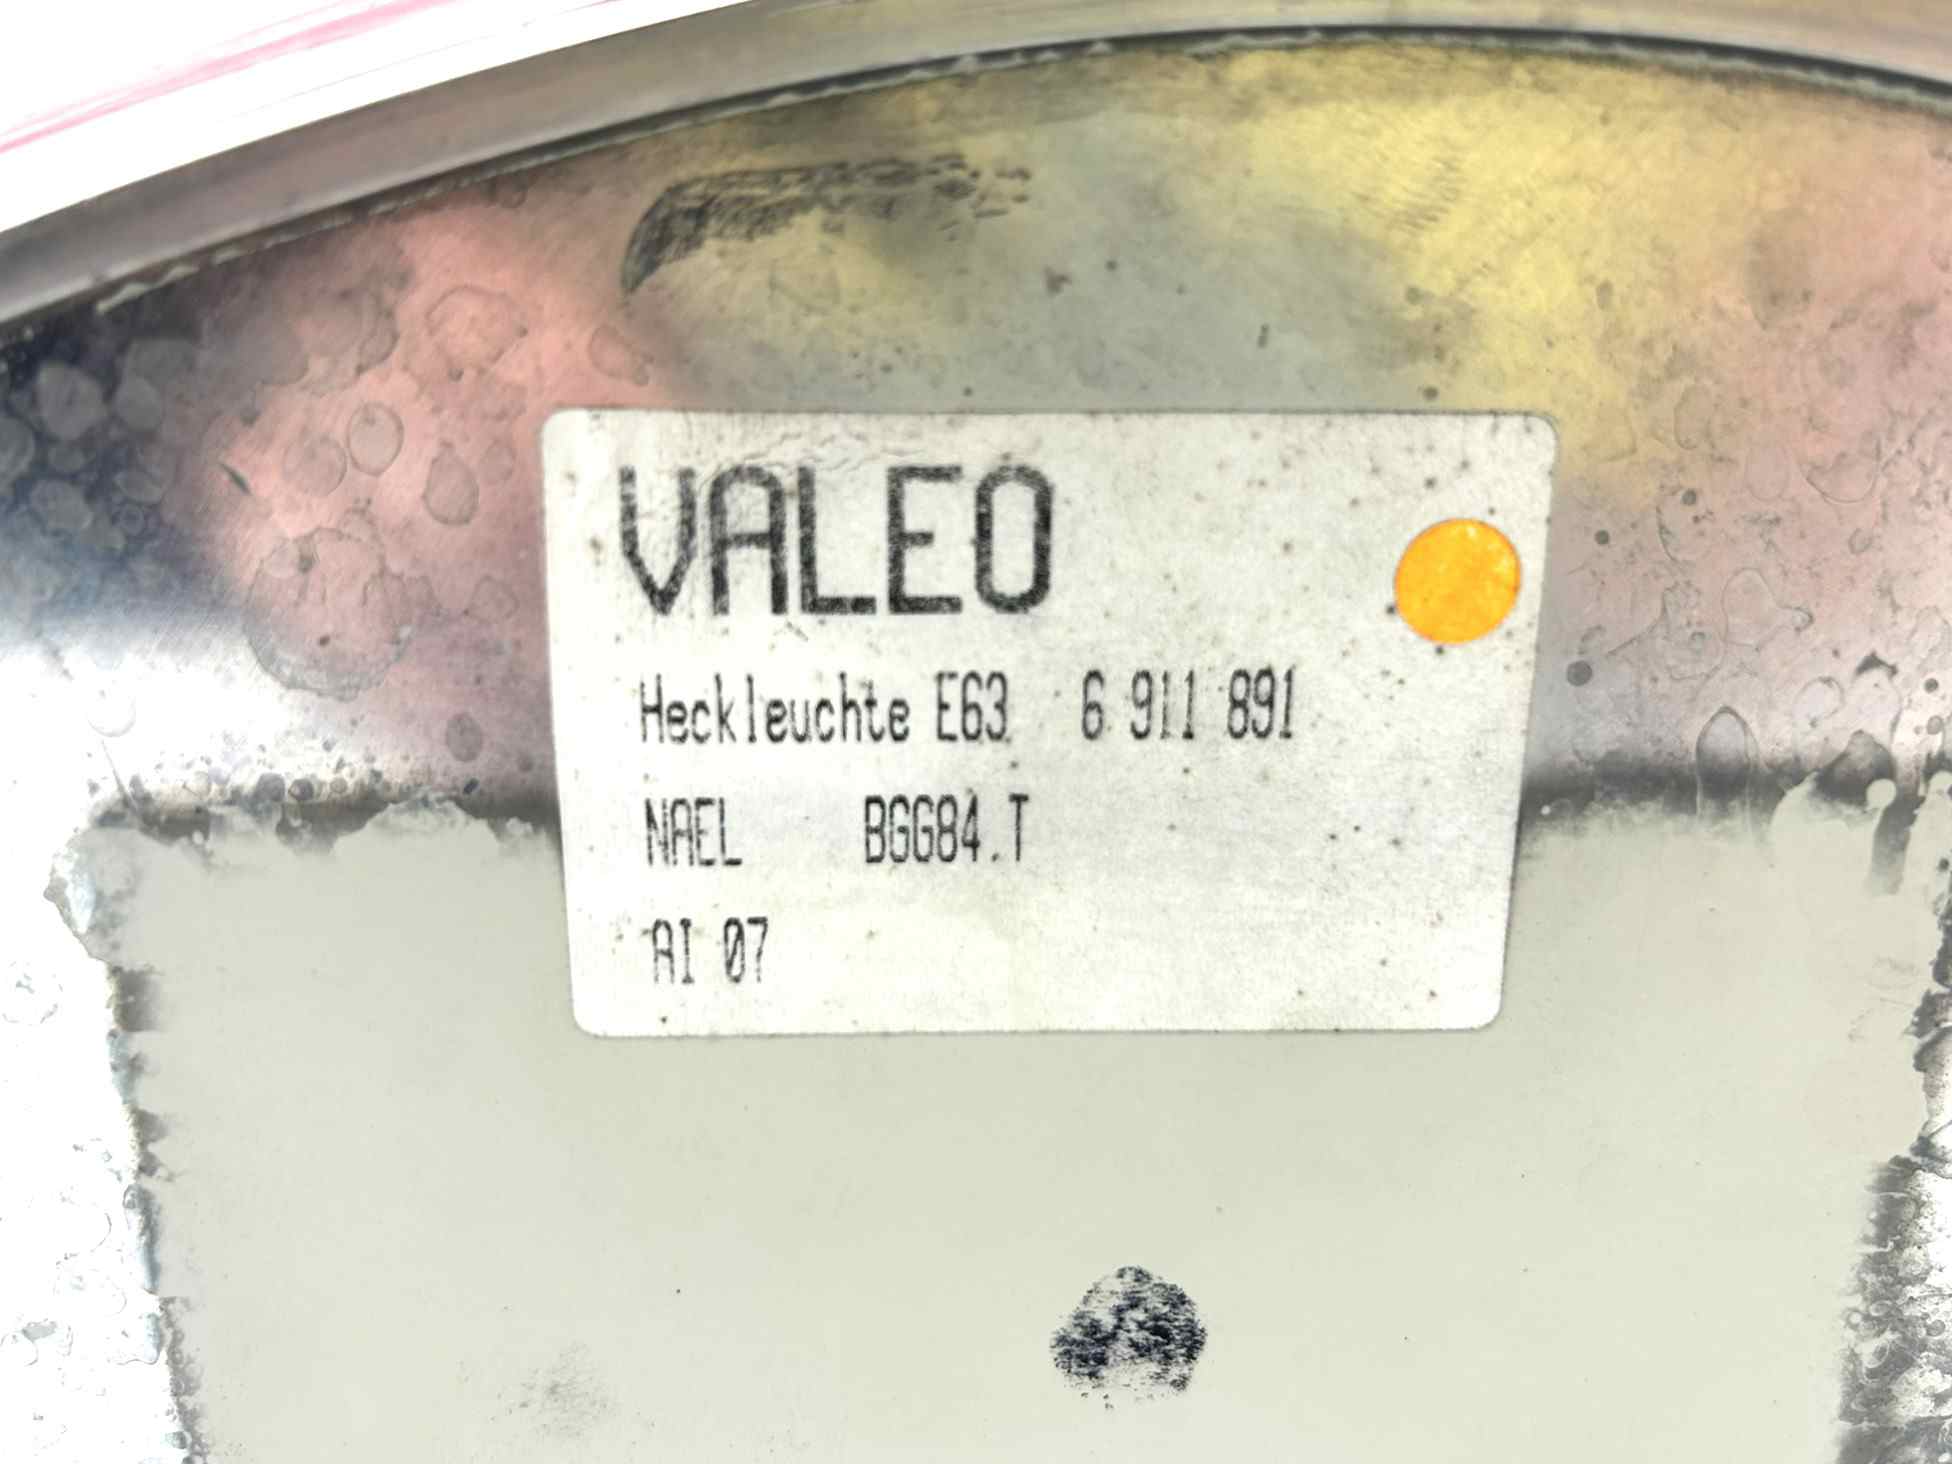 VALEO
Heckleuchte E63 6 911 891
NAEL BGG84.T
AI 07